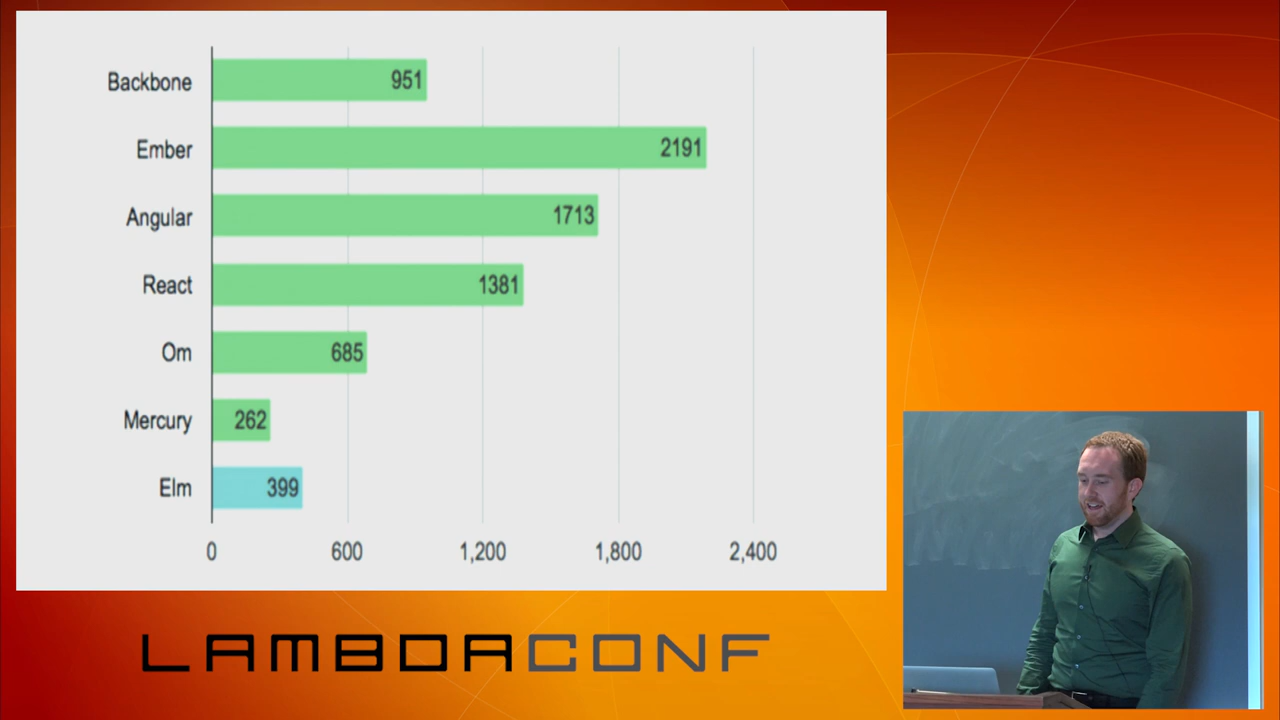 Backbone 951
Ember 2191
Angular 1713
React 1381
Om 685
Mercury 262
Elm 399
0 600 1,200 1,800 2,400
LAMBDACONF